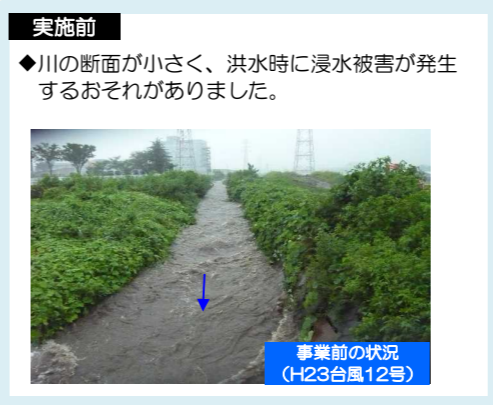 実施前
◆川の断面が小さく、洪水時に浸水被害が発生
するおそれがありました。
事業前の状況
（H23台風12号）